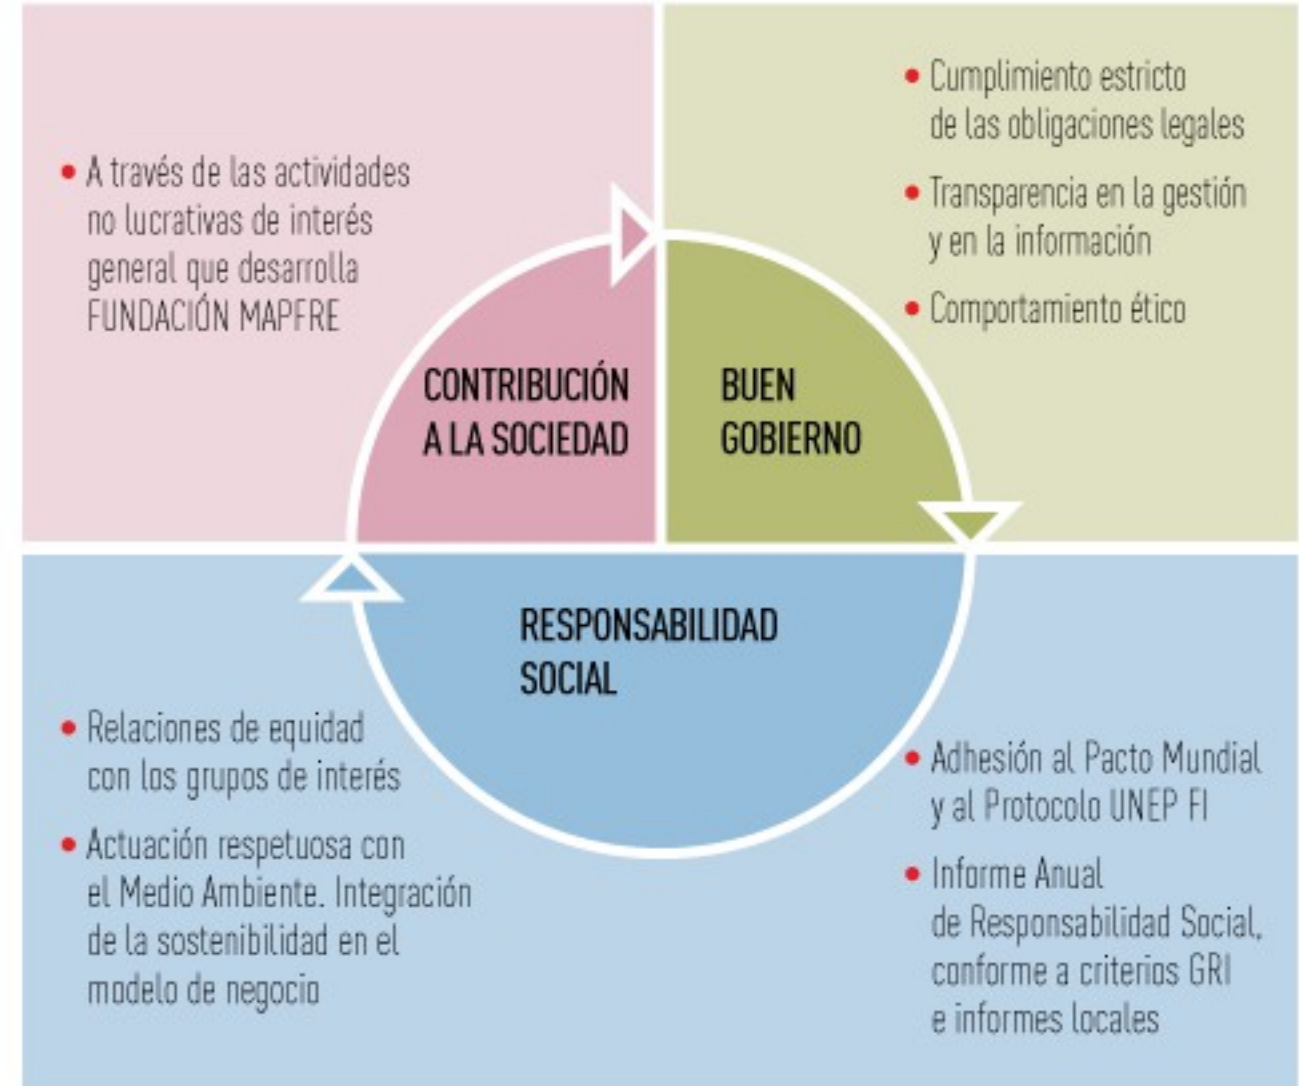 • A través de las actividades
no lucrativas de interés
general que desarrolla
FUNDACIÓN MAPFRE
• Cumplimiento estricto
de las obligaciones legales
• Transparencia en la gestión
y en la información
• Comportamiento ético
CONTRIBUCIÓN
A LA SOCIEDAD
BUEN
GOBIERNO
RESPONSABILIDAD
SOCIAL
• Relaciones de equidad
con los grupos de interés
• Actuación respetuosa con
el Medio Ambiente. Integración
de la sostenibilidad en el
modelo de negocio
• Adhesión al Pacto Mundial
y al Protocolo UNEP FI
• Informe Anual
de Responsabilidad Social,
conforme a criterios GRI
e informes locales